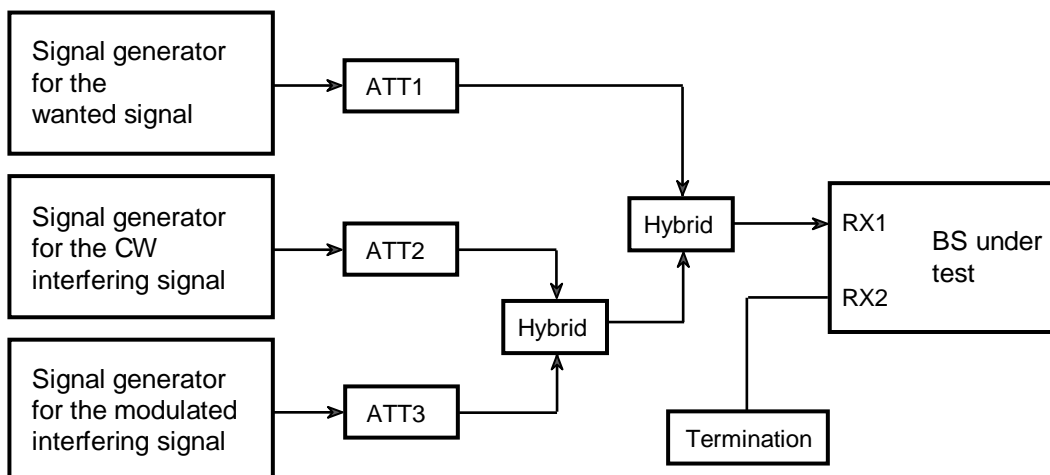 Signal generator
for the
wanted signal
ATT1
Signal generator
for the CW
interfering signal
ATT2
Hybrid
Hybrid
Signal generator
for the modulated
interfering signal
ATT3
RX1
BS under
test
RX2
Termination